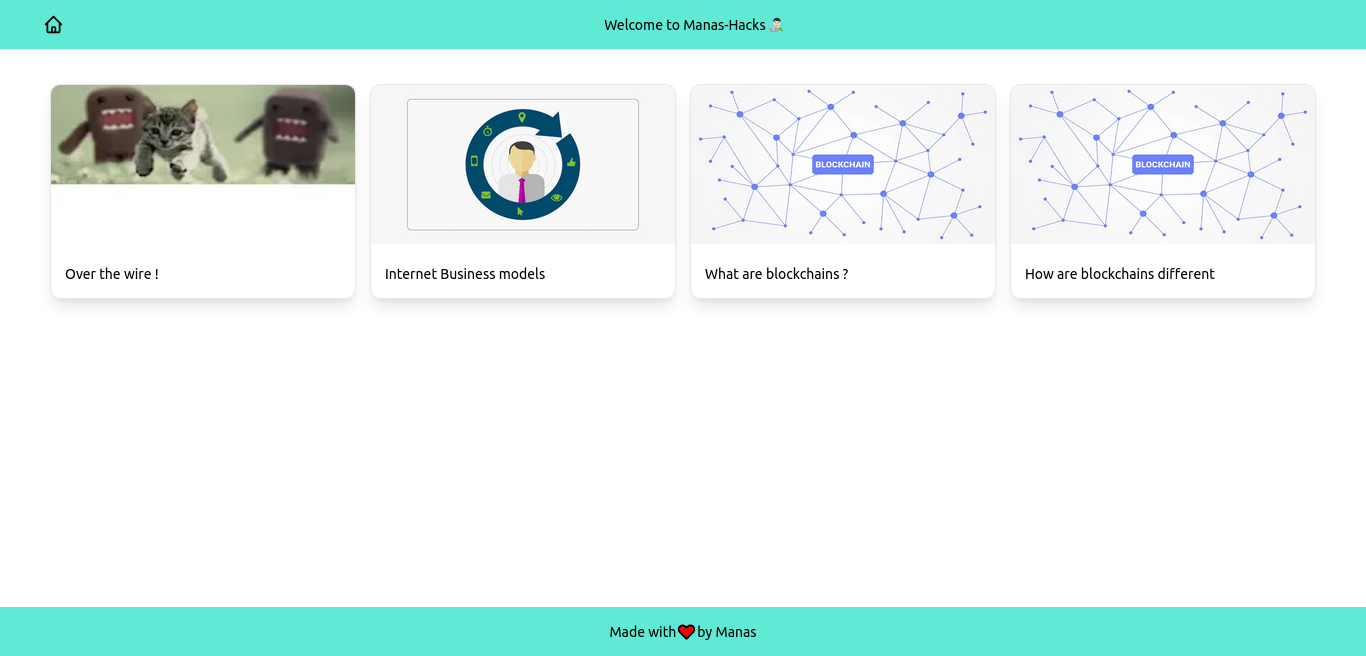 Welcome to Manas-Hacks 👨🏻‍🔬
BLOCKCHAIN
BLOCKCHAIN
Over the wire !
Internet Business models
What are blockchains ?
How are blockchains different
Made with ❤️ by Manas